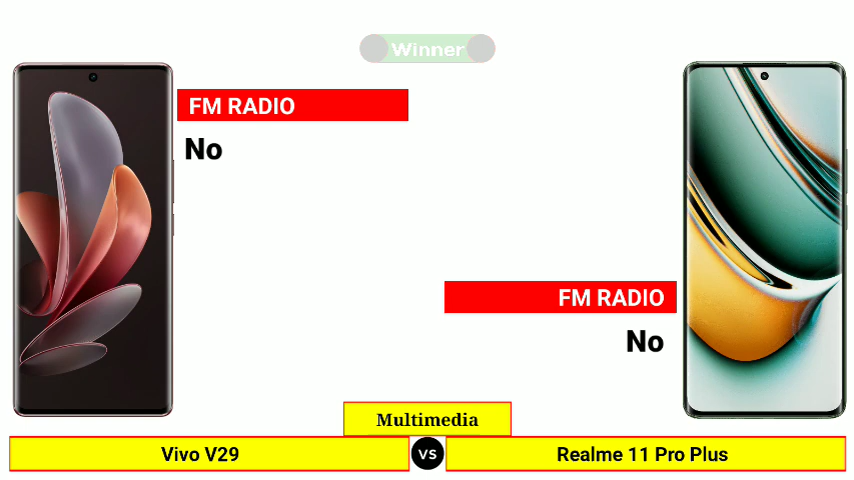 Winner
FM RADIO
No
FM RADIO
No
Multimedia
Vivo V29
VS
Realme 11 Pro Plus